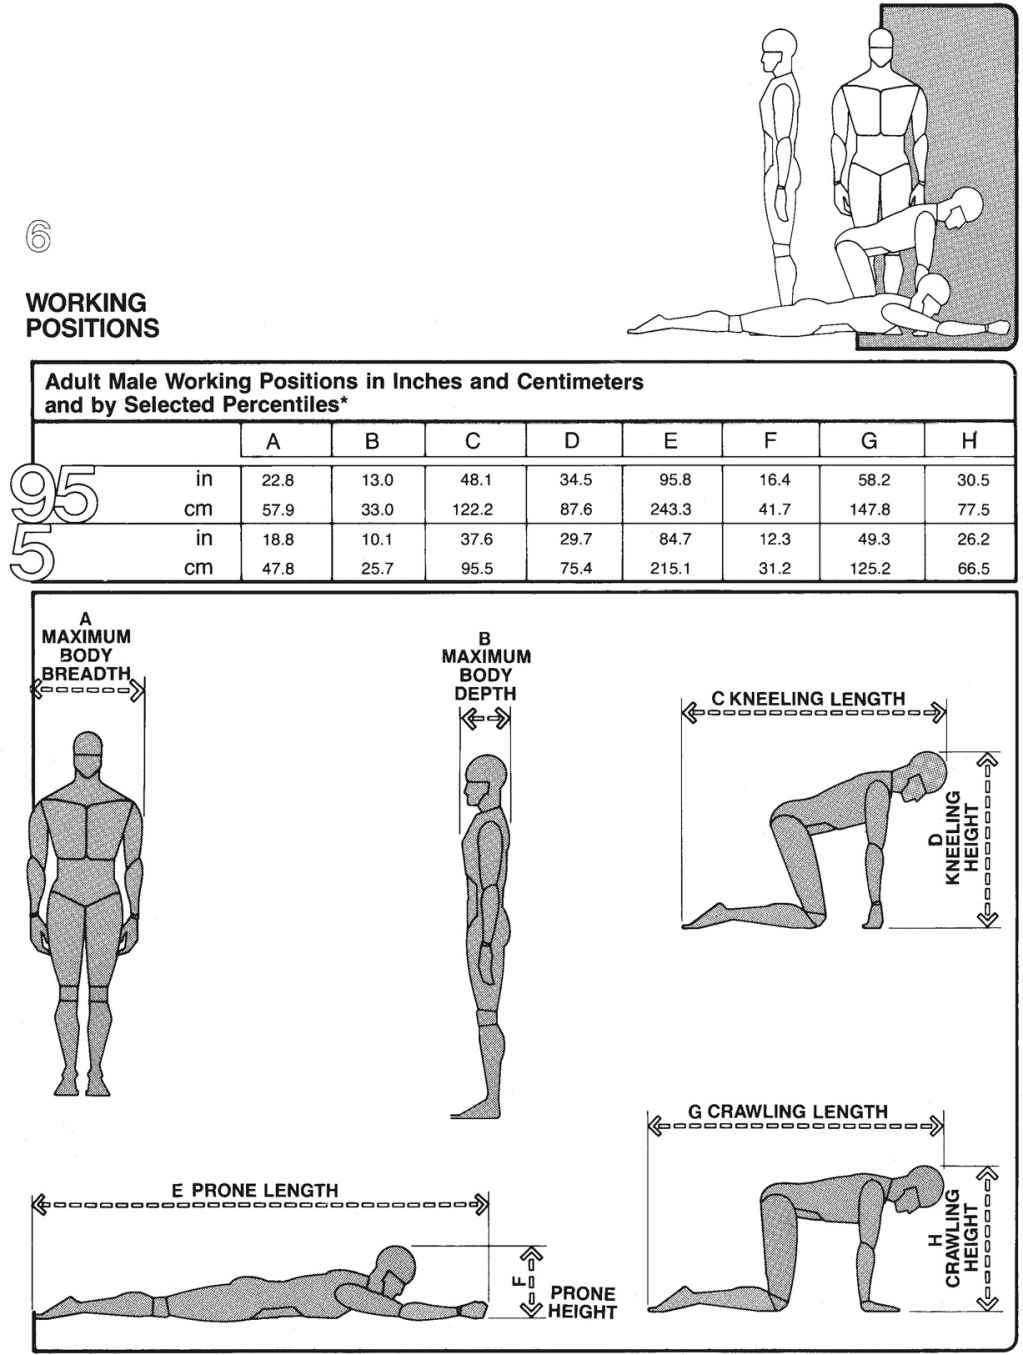 6
WORKING
POSITIONS
Adult Male Working Positions in Inches and Centimeters
and by Selected Percentiles*
A B C D E F G H
95
in 22.8 13.0 48.1 34.5 95.8 16.4 58.2 30.5
cm 57.9 33.0 122.2 87.6 243.3 41.7 147.8 77.5
5
in 18.8 10.1 37.6 29.7 84.7 12.3 49.3 26.2
cm 47.8 25.7 95.5 75.4 215.1 31.2 125.2 66.5
A
MAXIMUM
BODY
BREADTH
B
MAXIMUM
BODY
DEPTH
C KNEELING LENGTH
D
KNEELING
HEIGHT
E PRONE LENGTH
F
PRONE
HEIGHT
G CRAWLING LENGTH
H
CRAWLING
HEIGHT